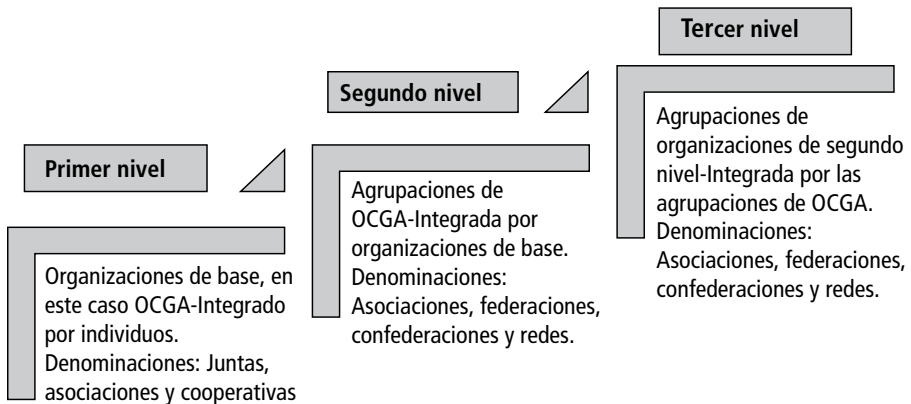 Primer nivel
Organizaciones de base, en
este caso OCGA-Integrado
por individuos.
Denominaciones: Juntas,
asociaciones y cooperativas
Segundo nivel
Agrupaciones de
OCGA-Integrada por
organizaciones de base.
Denominaciones:
Asociaciones, federaciones,
confederaciones y redes.
Tercer nivel
Agrupaciones de
organizaciones de segundo
nivel-Integrada por las
agrupaciones de OCGA.
Denominaciones:
Asociaciones, federaciones,
confederaciones y redes.